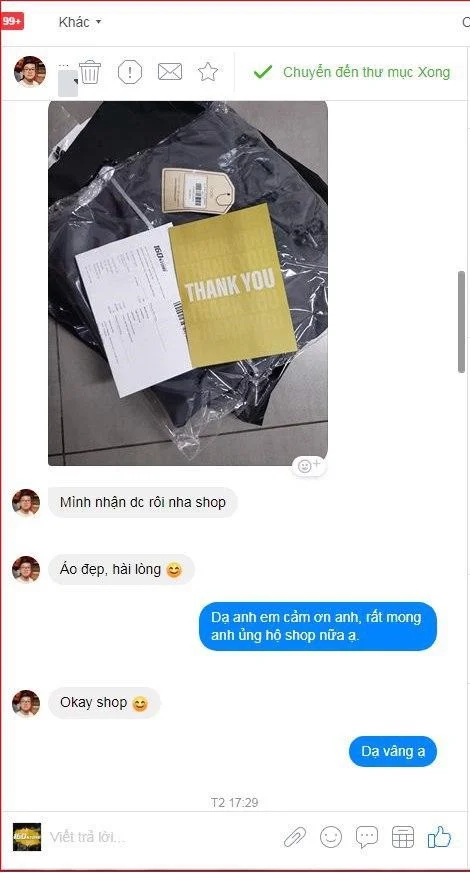 99+
Khác
...
Chuyển đến thư mục Xong
160STORE
THANK YOU
Mình nhận dc rồi nha shop
Áo đẹp, hài lòng 😊
Dạ anh em cảm ơn anh, rất mong
anh ủng hộ shop nữa ạ.
Okay shop 😊
Dạ vâng ạ
T2 17:29
160STORE
Viết trả lời...